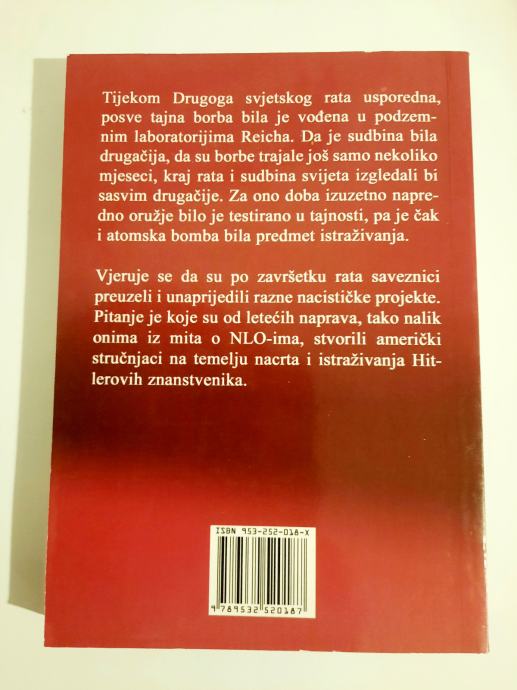 Tijekom Drugoga svjetskog rata usporedna,
posve tajna borba bila je vođena u podzem-
nim laboratorijima Reicha. Da je sudbina bila
drugačija, da su borbe trajale još samo nekoliko
mjeseci, kraj rata i sudbina svijeta izgledali bi
sasvim drugačije. Za ono doba izuzetno napre-
dno oružje bilo je testirano u tajnosti, pa je čak
i atomska bomba bila predmet istraživanja.
Vjeruje se da su po završetku rata saveznici
preuzeli i unaprijedili razne nacističke projekte.
Pitanje je koje su od letećih naprava, tako nalik
onima iz mita o NLO-ima, stvorili američki
stručnjaci na temelju nacrta i istraživanja Hit-
lerovih znanstvenika.
ISBN 953-252-018-X
9 789532 520187